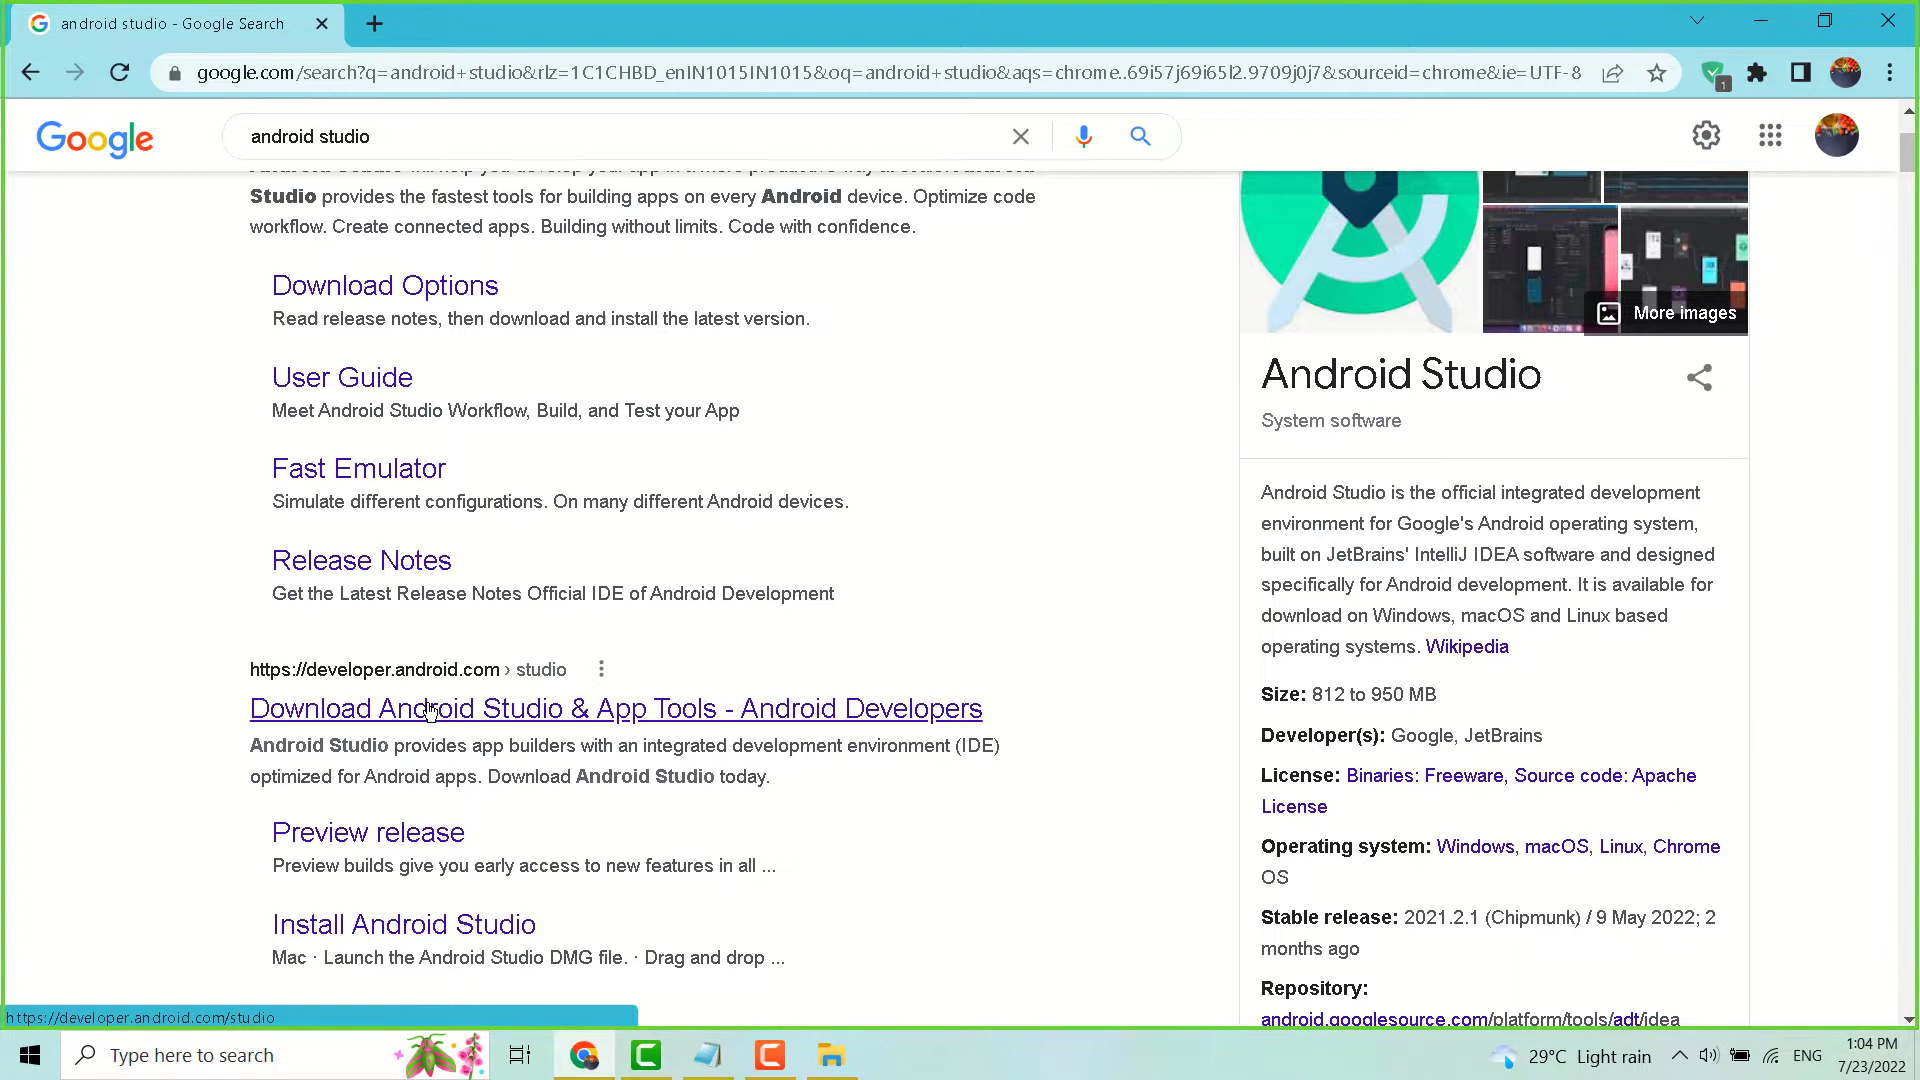 android studio - Google Search
google.com/search?q=android+studio&rlz=1C1CHBD_enIN1015IN1015&oq=android+studio&aqs=chrome..69i57j69i65l2.9709j0j7&sourceid=chrome&ie=UTF-8
1
Google
android studio
Studio provides the fastest tools for building apps on every Android device. Optimize code
workflow. Create connected apps. Building without limits. Code with confidence.
Download Options
Read release notes, then download and install the latest version.
User Guide
Meet Android Studio Workflow, Build, and Test your App
Fast Emulator
Simulate different configurations. On many different Android devices.
Release Notes
Get the Latest Release Notes Official IDE of Android Development
https://developer.android.com › studio
Download Android Studio & App Tools - Android Developers
Android Studio provides app builders with an integrated development environment (IDE)
optimized for Android apps. Download Android Studio today.
Preview release
Preview builds give you early access to new features in all ...
Install Android Studio
Mac · Launch the Android Studio DMG file. · Drag and drop ...
More images
Android Studio
System software
Android Studio is the official integrated development
environment for Google's Android operating system,
built on JetBrains' IntelliJ IDEA software and designed
specifically for Android development. It is available for
download on Windows, macOS and Linux based
operating systems. Wikipedia
Size: 812 to 950 MB
Developer(s): Google, JetBrains
License: Binaries: Freeware, Source code: Apache
License
Operating system: Windows, macOS, Linux, Chrome
OS
Stable release: 2021.2.1 (Chipmunk) / 9 May 2022; 2
months ago
Repository:
android.googlesource.com/platform/tools/adt/idea
https://developer.android.com/studio
Type here to search
29°C Light rain
ENG
1:04 PM
7/23/2022